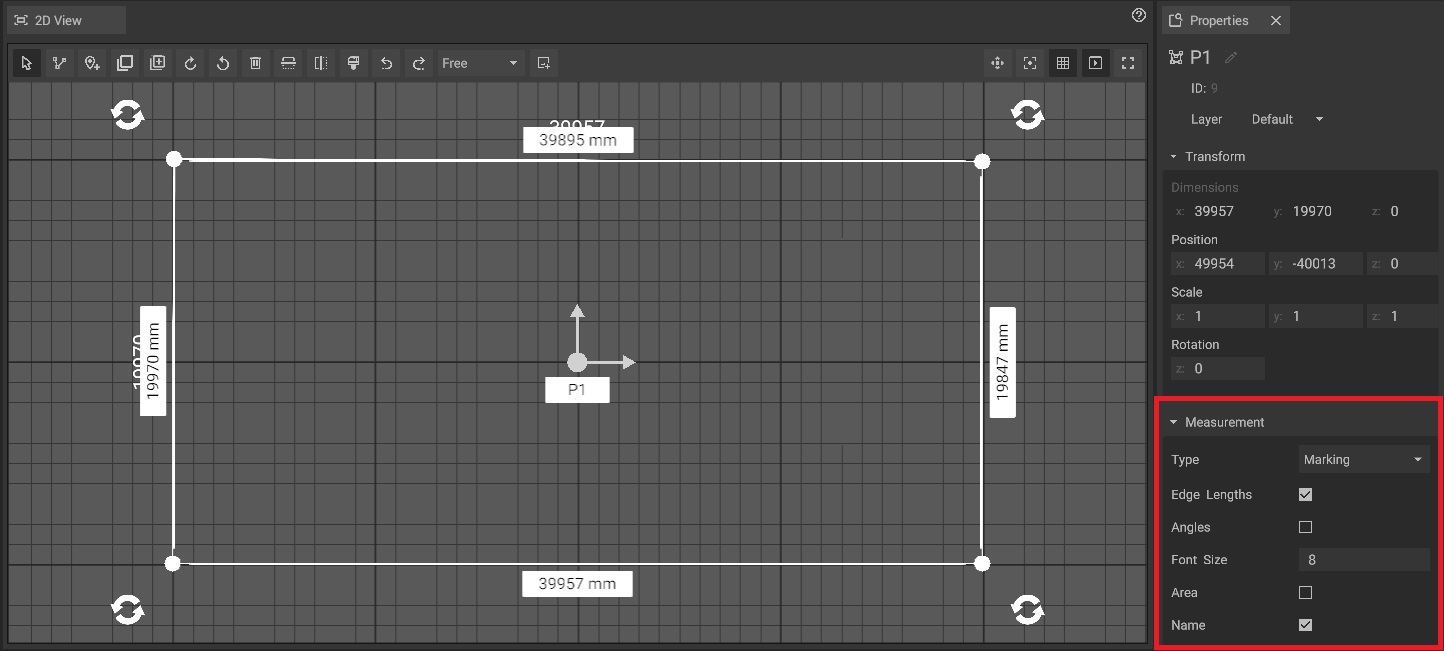 2D View
Properties
Free
P1
ID: 9
Layer Default
Transform
Dimensions
x: 39957 y: 19970 z: 0
Position
x: 49954 y: -40013 z: 0
Scale
x: 1 y: 1 z: 1
Rotation
z: 0
Measurement
Type Marking
Edge Lengths
Angles
Font Size 8
Area
Name
39957
39895 mm
19970
19970 mm
19847 mm
P1
39957 mm